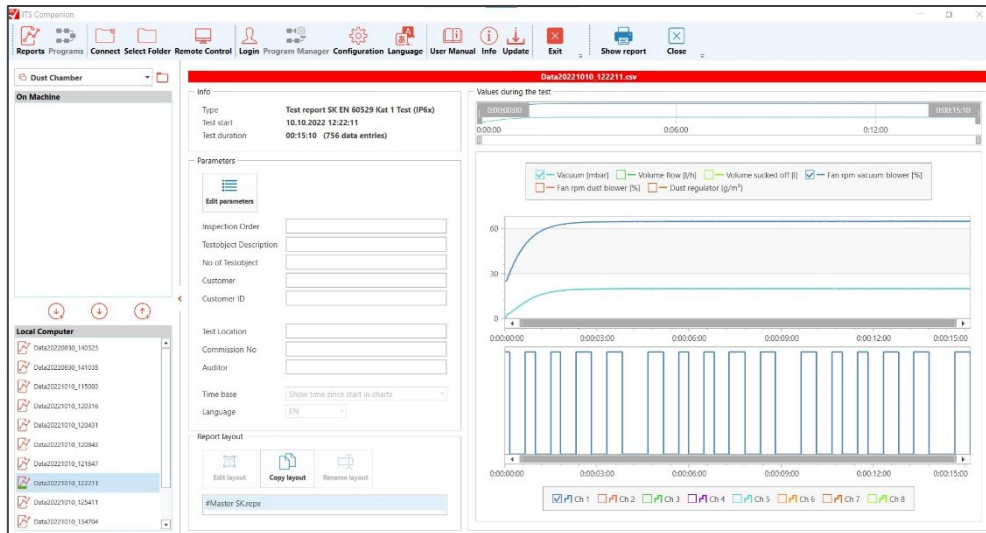 ITS Companion
Reports Programs Connect Select Folder Remote Control Login Program Manager Configuration Language User Manual Info Update Exit Show report Close
Dust Chamber
Data20221010_122211.csv
On Machine
Info
Type Test report SK EN 60529 Kat 1 Test (IP6x)
Test start 10.10.2022 12:22:11
Test duration 00:15:10 (756 data entries)
Parameters
Edit parameters
Inspection Order
Testobject Description
No of Testobject
Customer
Customer ID
Test Location
Commission No
Auditor
Time base Show time since start in charts
Language EN
Report layout
Edit layout Copy layout Rename layout
#Master SK.repx
Local Computer
Data20220830_140323
Data20220830_141035
Data20221010_115003
Data20221010_120316
Data20221010_120431
Data20221010_120843
Data20221010_121647
Data20221010_122211
Data20221010_125411
Data20221010_134704
Values during the test
0:00:00:00 0:00:15:10
0:00:00 0:06:00 0:12:00
Vacuum [mbar] Volume flow [l/h] Volume sucked off [l] Fan rpm vacuum blower [%]
Fan rpm dust blower [%] Dust regulator [g/m³]
60
30
0
0:00:00:00 0:00:03:00 0:00:06:00 0:00:09:00 0:00:12:00 0:00:15:00
0:00:00:00 0:00:03:00 0:00:06:00 0:00:09:00 0:00:12:00 0:00:15:00
Ch 1 Ch 2 Ch 3 Ch 4 Ch 5 Ch 6 Ch 7 Ch 8